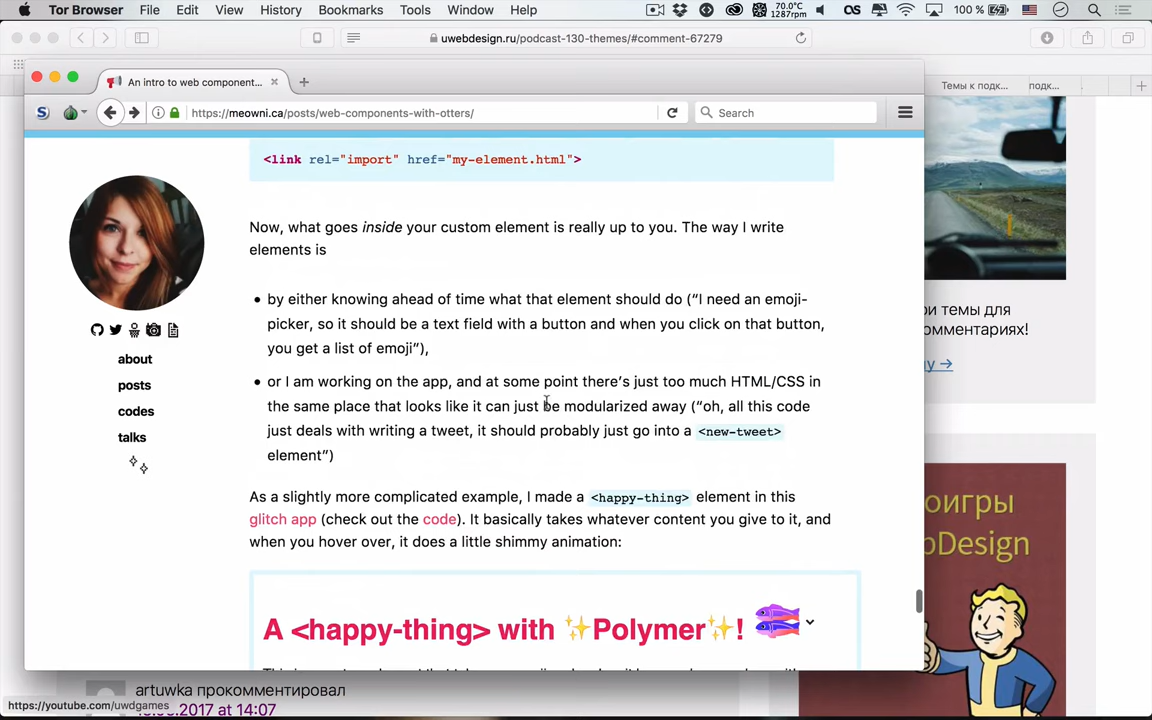 Tor Browser File Edit View History Bookmarks Tools Window Help
70.0°C
1287rpm
100 %
uwebdesign.ru/podcast-130-themes/#comment-67279
An intro to web component...
https://meowni.ca/posts/web-components-with-otters/
Search
Темы к подк...
подк...
<link rel="import" href="my-element.html">
Now, what goes inside your custom element is really up to you. The way I write
elements is
by either knowing ahead of time what that element should do (“I need an emoji-
picker, so it should be a text field with a button and when you click on that button,
you get a list of emoji”),
or I am working on the app, and at some point there’s just too much HTML/CSS in
the same place that looks like it can just be modularized away (“oh, all this code
just deals with writing a tweet, it should probably just go into a <new-tweet>
element”)
As a slightly more complicated example, I made a <happy-thing> element in this
glitch app (check out the code). It basically takes whatever content you give to it, and
when you hover over, it does a little shimmy animation:
A <happy-thing> with ✨Polymer✨!
about
posts
codes
talks
ри темы для
омментариях!
у →
оигры
bDesign
artuwka прокомментировал
2017 at 14:07
https://youtube.com/uwdgames